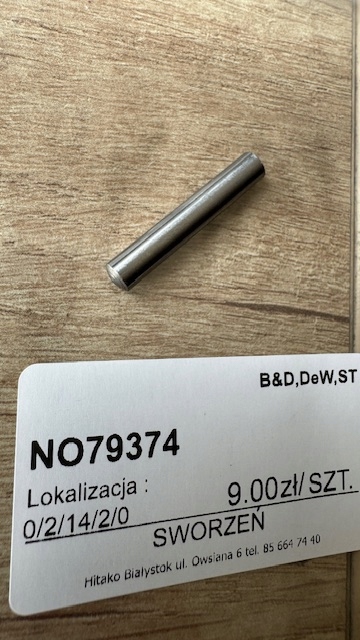 B&D,DeW,ST
NO79374
Lokalizacja :
9.00zł/SZT.
0/2/14/2/0
SWORZEŃ
Hitako Białystok ul. Owsiana 6 tel. 85 664 74 40